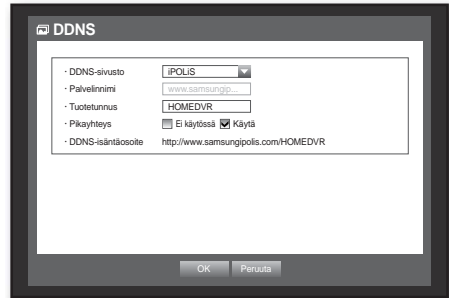 DDNS
· DDNS-sivusto iPOLiS
· Palvelinnimi www.samsungip...
· Tuotetunnus HOMEDVR
· Pikayhteys Ei käytössä Käytä
· DDNS-isäntäosoite http://www.samsungipolis.com/HOMEDVR
OK Peruuta